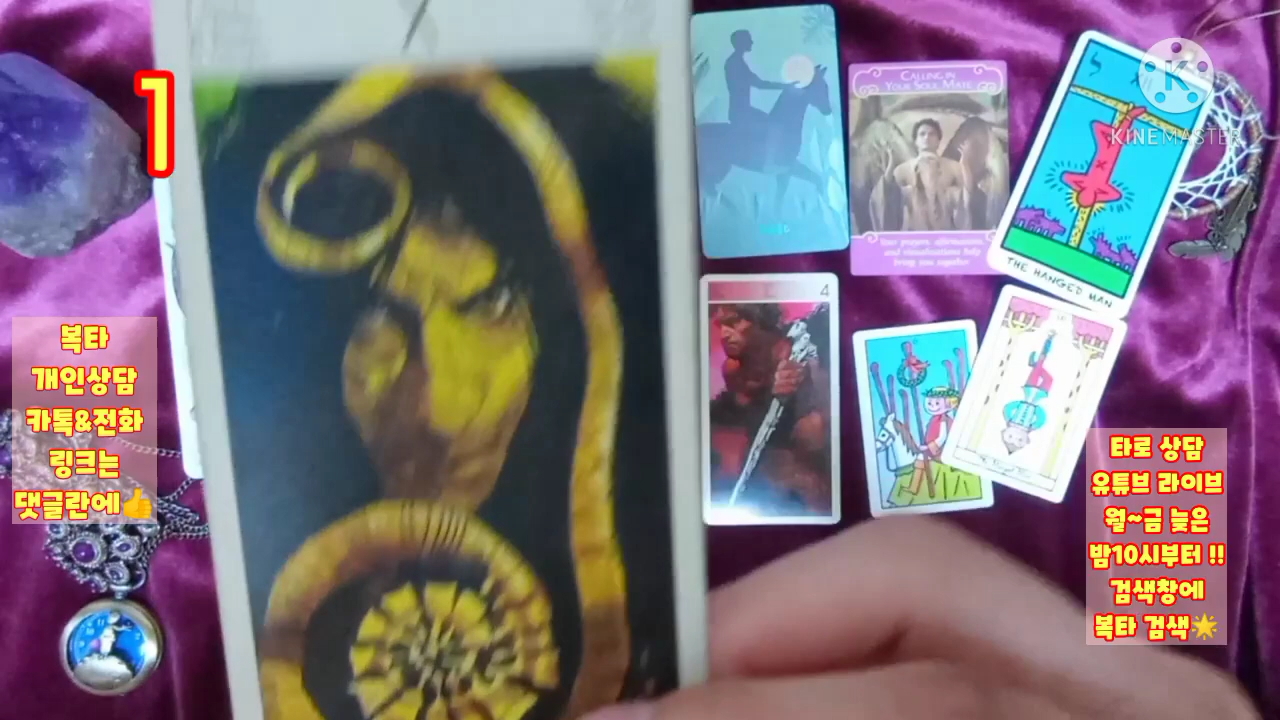 1
CALLING IN
YOUR SOUL MATE
KINEMASTER
THE HANGED MAN
Your prayers, affirmations,
and visualizations help
bring you together
4
복타
개인상담
카톡&전화
링크는
댓글란에👍
타로 상담
유튜브 라이브
월~금 늦은
밤10시부터 !!
검색창에
복타 검색🌟